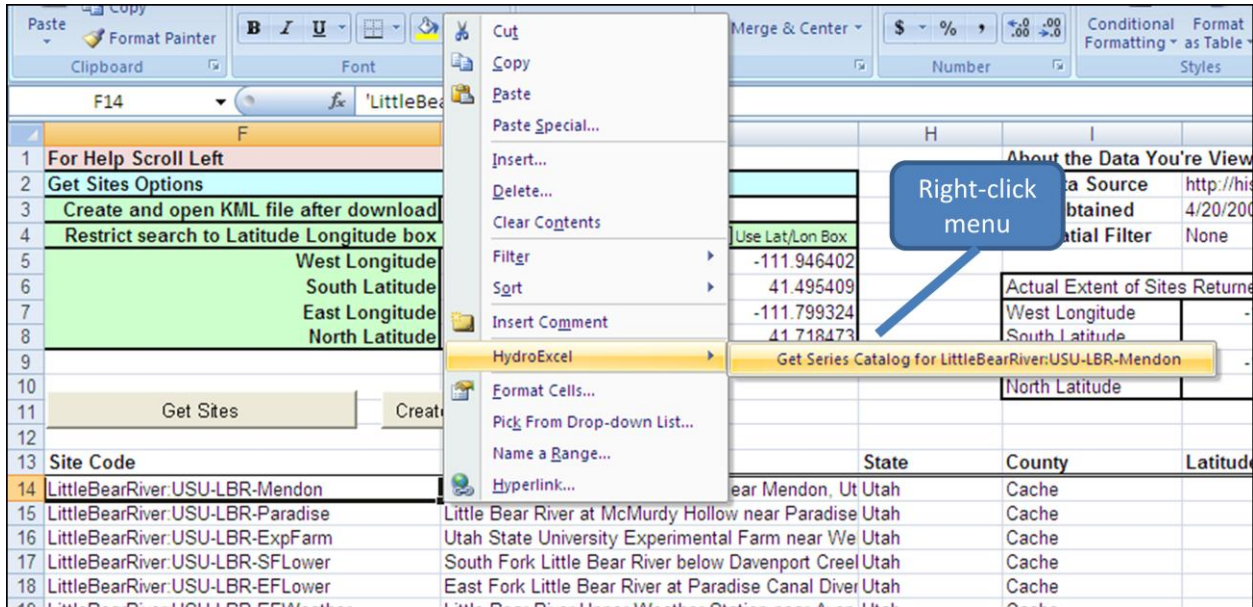 Copy
Paste
Format Painter
B I U
Merge & Center
$ % ,
.0 .00
.00 .0
Conditional Format
Formatting as Table
Clipboard
Font
Number
Styles
F14
fx
'LittleBea
Cut
Copy
Paste
Paste Special...
Insert...
Delete...
Clear Contents
Filter
Sort
Insert Comment
HydroExcel
Get Series Catalog for LittleBearRiver:USU-LBR-Mendon
Format Cells...
Pick From Drop-down List...
Name a Range...
Hyperlink...
Right-click
menu
F H I
1 For Help Scroll Left About the Data You're View
2 Get Sites Options a Source http://his
3 Create and open KML file after download btained 4/20/200
4 Restrict search to Latitude Longitude box Use Lat/Lon Box tial Filter None
5 West Longitude -111.946402
6 South Latitude 41.495409 Actual Extent of Sites Returne
7 East Longitude -111.799324 West Longitude -
8 North Latitude 41.718473 South Latitude
9 -
10 North Latitude
11 Get Sites Creat
12
13 Site Code State County Latitude
14 LittleBearRiver:USU-LBR-Mendon ear Mendon, Ut Utah Cache
15 LittleBearRiver:USU-LBR-Paradise Little Bear River at McMurdy Hollow near Paradise Utah Cache
16 LittleBearRiver:USU-LBR-ExpFarm Utah State University Experimental Farm near We Utah Cache
17 LittleBearRiver:USU-LBR-SFLower South Fork Little Bear River below Davenport Creel Utah Cache
18 LittleBearRiver:USU-LBR-EFLower East Fork Little Bear River at Paradise Canal Diver Utah Cache